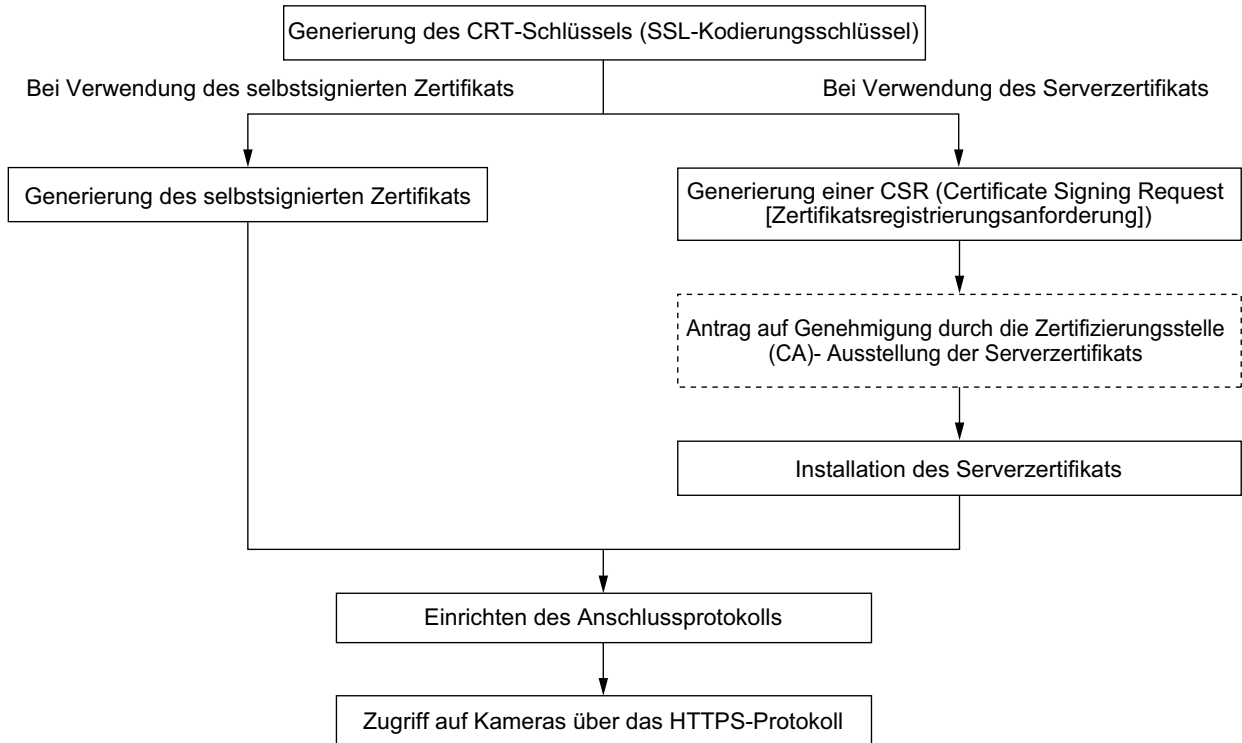 Generierung des CRT-Schlüssels (SSL-Kodierungsschlüssel)
Bei Verwendung des selbstsignierten Zertifikats
Bei Verwendung des Serverzertifikats
Generierung des selbstsignierten Zertifikats
Generierung einer CSR (Certificate Signing Request
[Zertifikatsregistrierungsanforderung])
Antrag auf Genehmigung durch die Zertifizierungsstelle
(CA)- Ausstellung der Serverzertifikats
Installation des Serverzertifikats
Einrichten des Anschlussprotokolls
Zugriff auf Kameras über das HTTPS-Protokoll